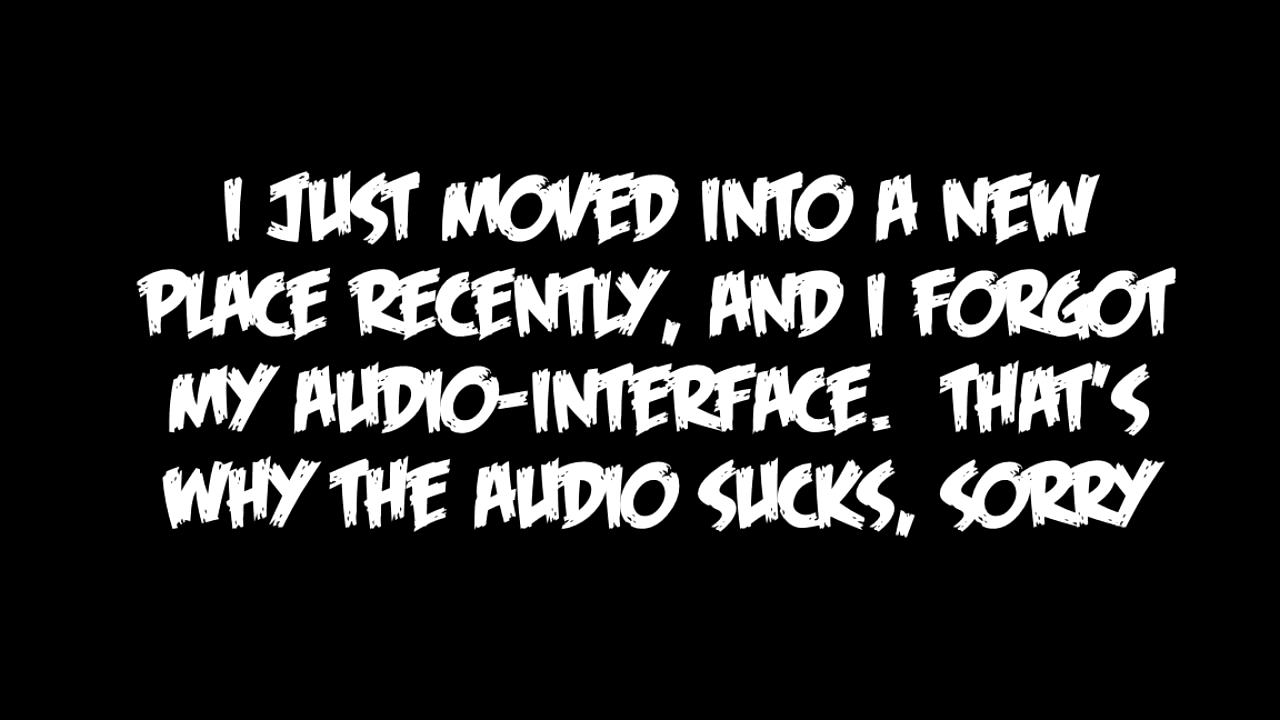 I JUST MOVED INTO A NEW
PLACE RECENTLY, AND I FORGOT
MY AUDIO-INTERFACE. THAT'S
WHY THE AUDIO SUCKS, SORRY